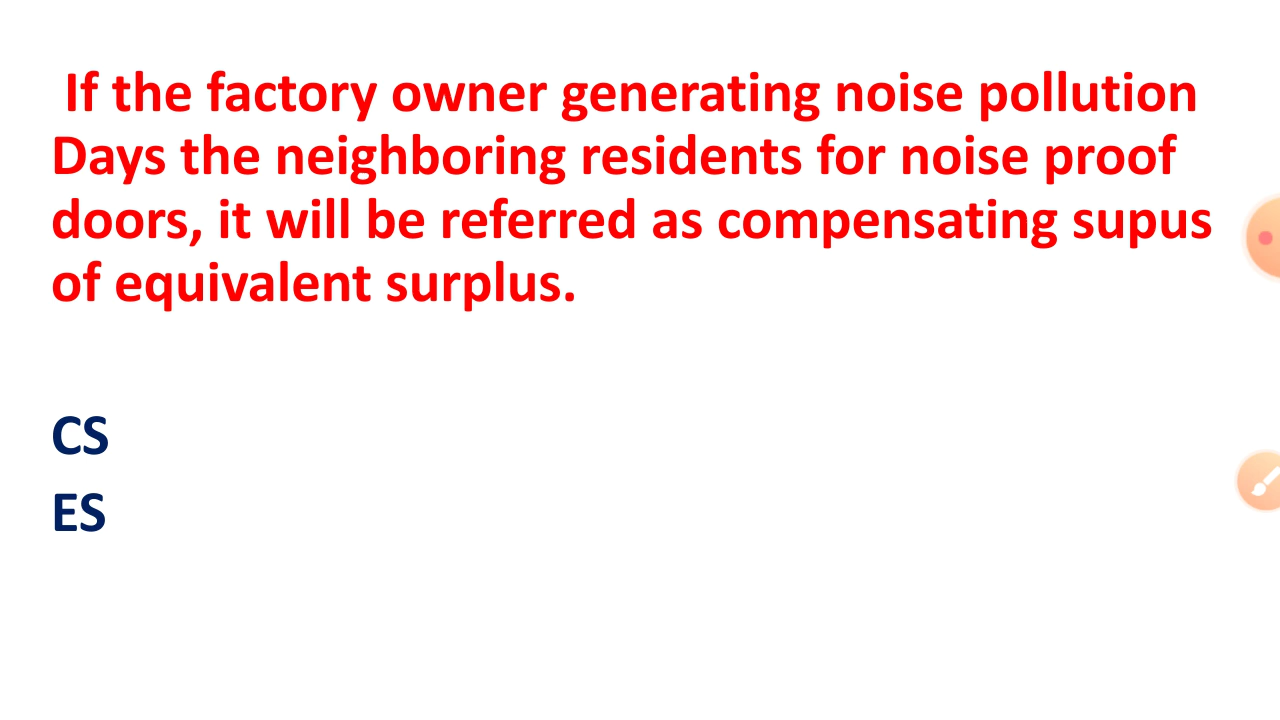 If the factory owner generating noise pollution
Days the neighboring residents for noise proof
doors, it will be referred as compensating supus
of equivalent surplus.
CS
ES